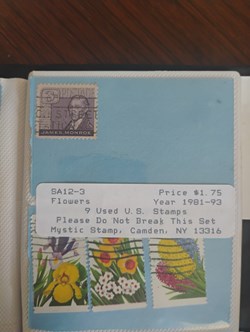 JAMES MONROE
SA12-3 Price $1.75
Flowers Year 1981-93
9 Used U.S. Stamps
Please Do Not Break This Set
Mystic Stamp, Camden, NY 13316